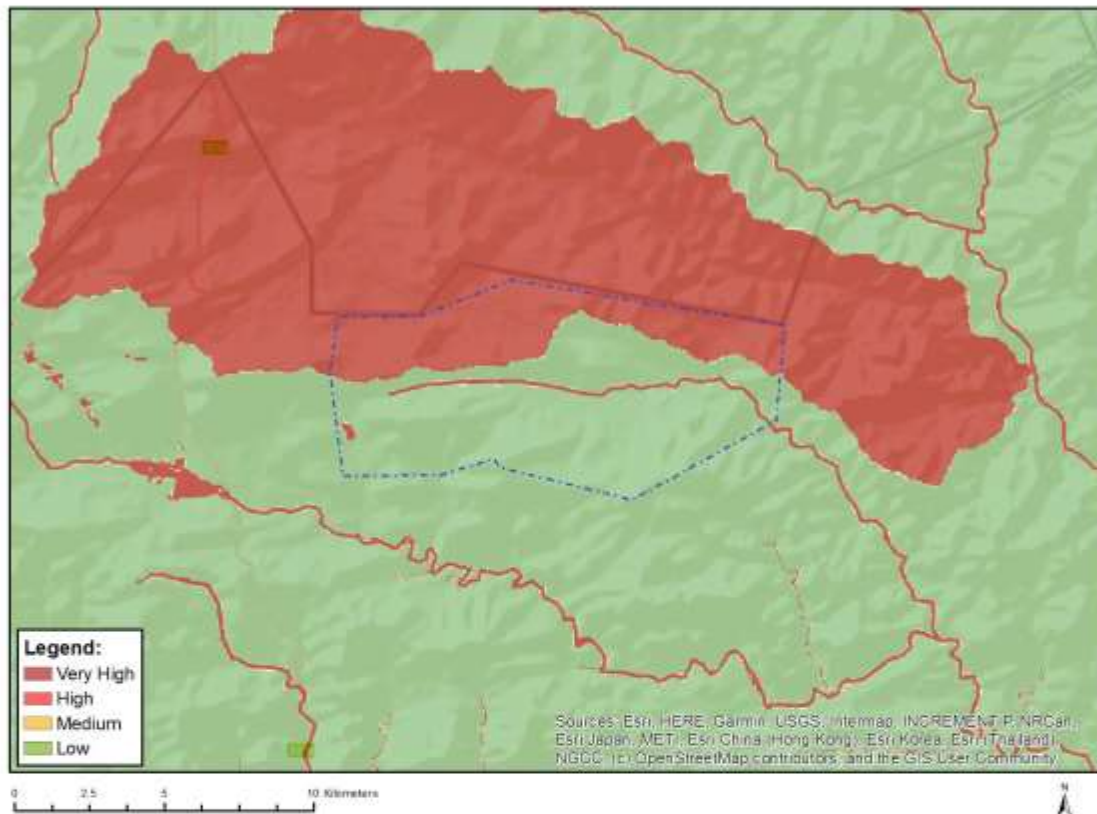 Legend:
Very High
High
Medium
Low
Sources: Esri, HERE, Garmin, USGS, Intermap, INCREMENT P, NRCan,
Esri Japan, METI, Esri China (Hong Kong), Esri Korea, Esri (Thailand),
NGCC, (c) OpenStreetMap contributors, and the GIS User Community
0 2.5 5 10 Kilometers
N